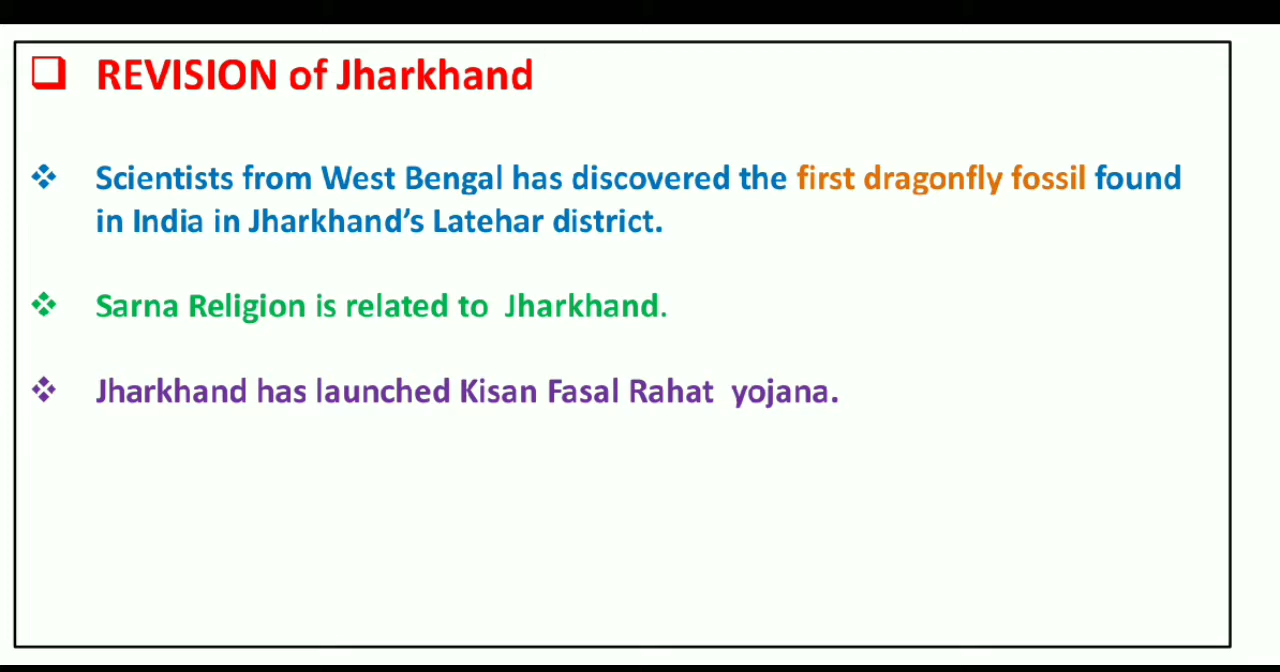 REVISION of Jharkhand
Scientists from West Bengal has discovered the first dragonfly fossil found
in India in Jharkhand's Latehar district.
Sarna Religion is related to Jharkhand.
Jharkhand has launched Kisan Fasal Rahat yojana.